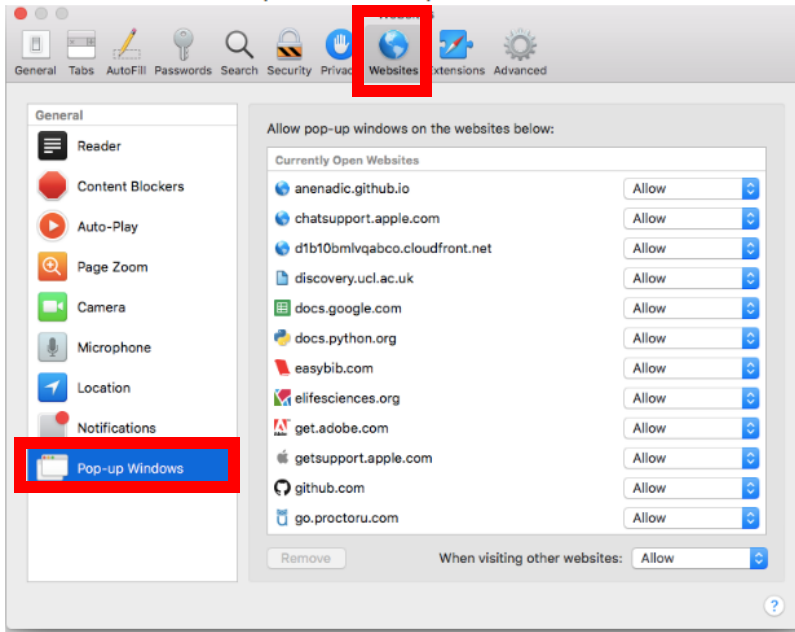 General Tabs AutoFill Passwords Search Security Websites Advanced
General
Reader
Content Blockers
Auto-Play
Page Zoom
Camera
Microphone
Location
Notifications
Pop-up Windows
Allow pop-up windows on the websites below:
Currently Open Websites
anenadic.github.io Allow
chatsupport.apple.com Allow
d1b10bmlvqabco.cloudfront.net Allow
discovery.ucl.ac.uk Allow
docs.google.com Allow
docs.python.org Allow
easybib.com Allow
elifesciences.org Allow
get.adobe.com Allow
getsupport.apple.com Allow
github.com Allow
go.proctoru.com Allow
Remove When visiting other websites: Allow
?